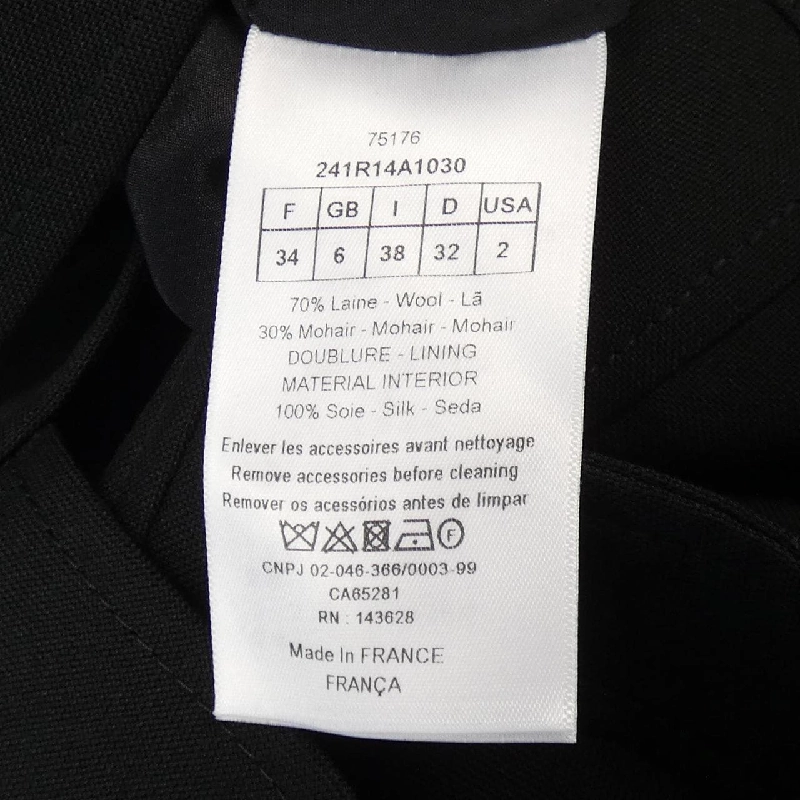 75176
241R14A1030
F GB I D USA
34 6 38 32 2
70% Laine - Wool - Lã
30% Mohair - Mohair - Mohair
DOUBLURE - LINING
MATERIAL INTERIOR
100% Soie - Silk - Seda
Enlever les accessoires avant nettoyage
Remove accessories before cleaning
Remover os acessórios antes de limpar
F
CNPJ 02-046-366/0003-99
CA65281
RN : 143628
Made In FRANCE
FRANÇA